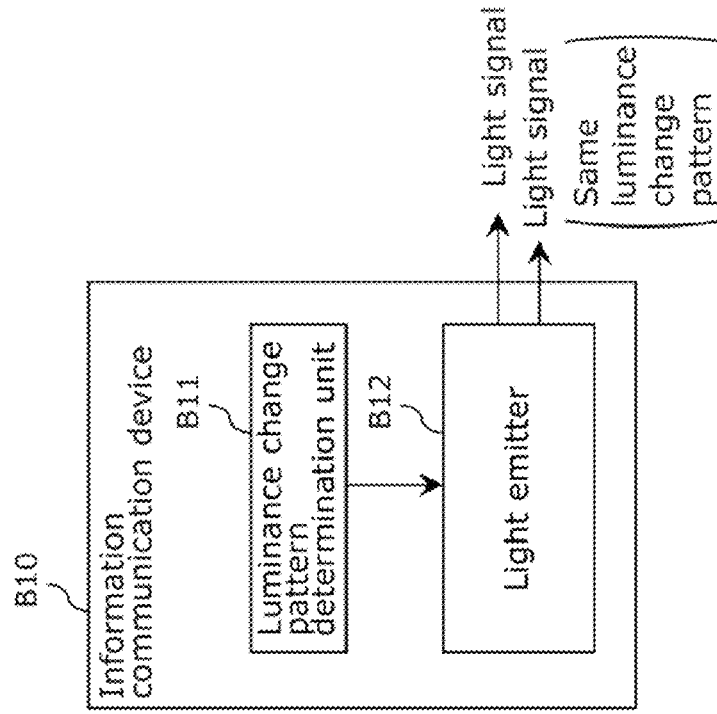 B10
Information
communication device
B11
Luminance change
pattern
determination unit
B12
Light emitter
Light signal
Light signal
Same
luminance
change
pattern